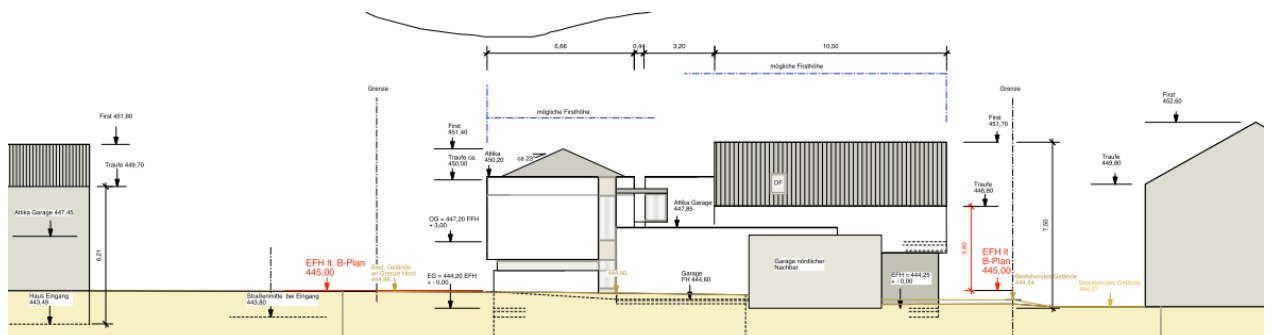 6,66
0,44
3,20
10,50
mögliche Firsthöhe
Grenze
Grenze
First
452,60
mögliche Firsthöhe
First 451,60
First
451,40
First
451,70
Attika
450,20
ca.23
Traufe ca.
450,00
Traufe 449,70
Traufe
449,80
DF
Traufe
448,80
Attika Garage
447,85
Attika Garage 447,45
7,50
OG = 447,20 FFH
+ 3,00
6,21
3,80
EFH lt. B-Plan
445,00
Best. Gelände
an Grenze Nord
444,96
EG = 444,20 EFH
+ - 0,00
444,90
Garage
FH 444,60
Garage nördlicher
Nachbar
EFH = 444,25
+ - 0,00
EFH lt
B-Plan
445,00
Bestehendes Gelände
444,64
Bestehendes Gelände
444,27
Haus Eingang
443,49
Straßenmitte bei Eingang
443,80